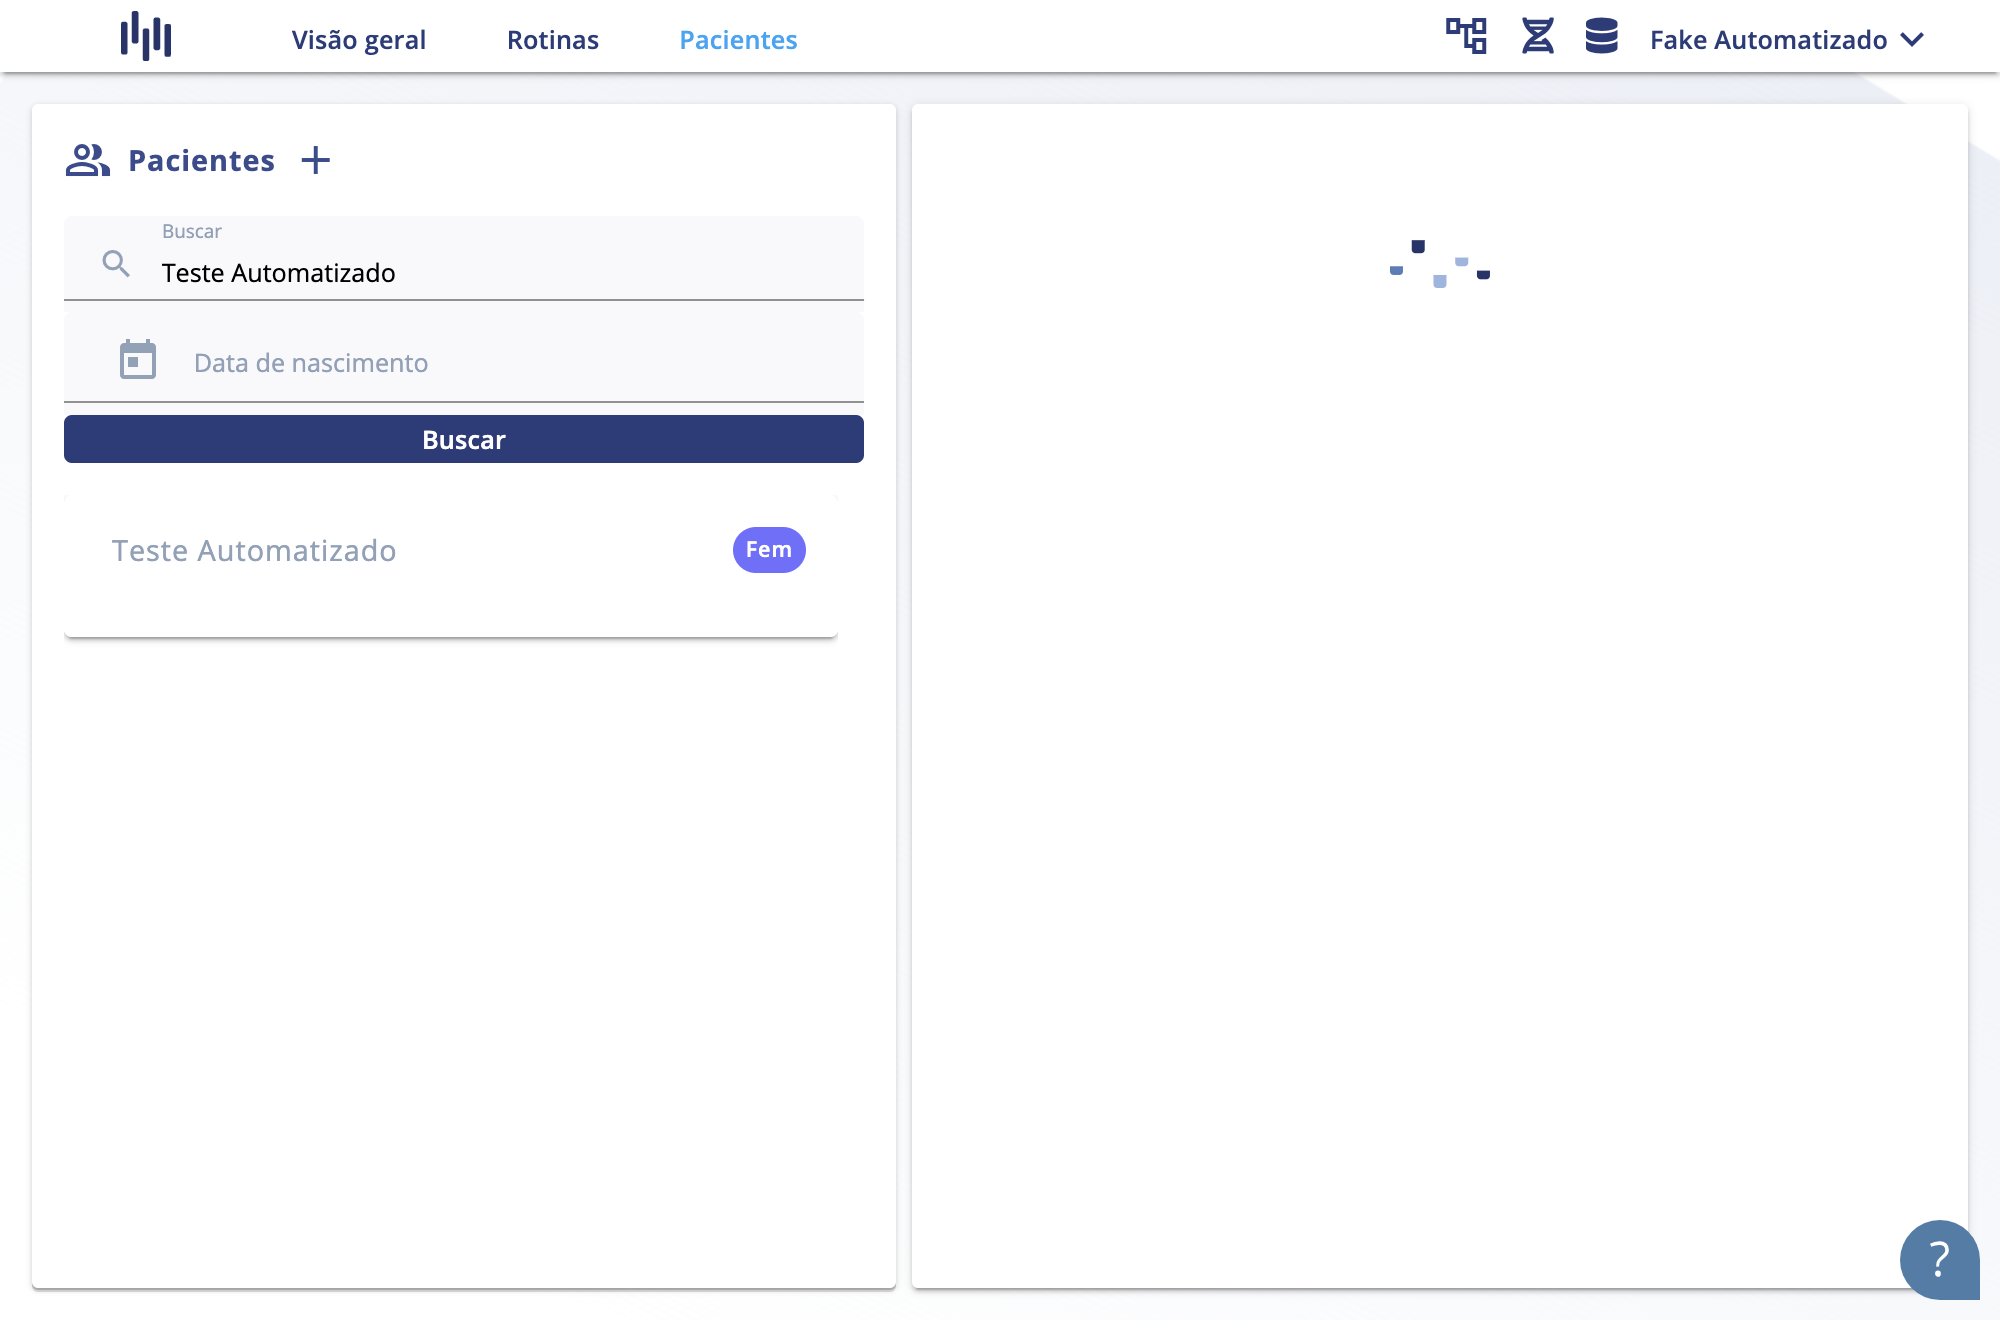 Visão geral Rotinas Pacientes Fake Automatizado
Pacientes
Buscar
Teste Automatizado
Data de nascimento
Buscar
Teste Automatizado Fem
?